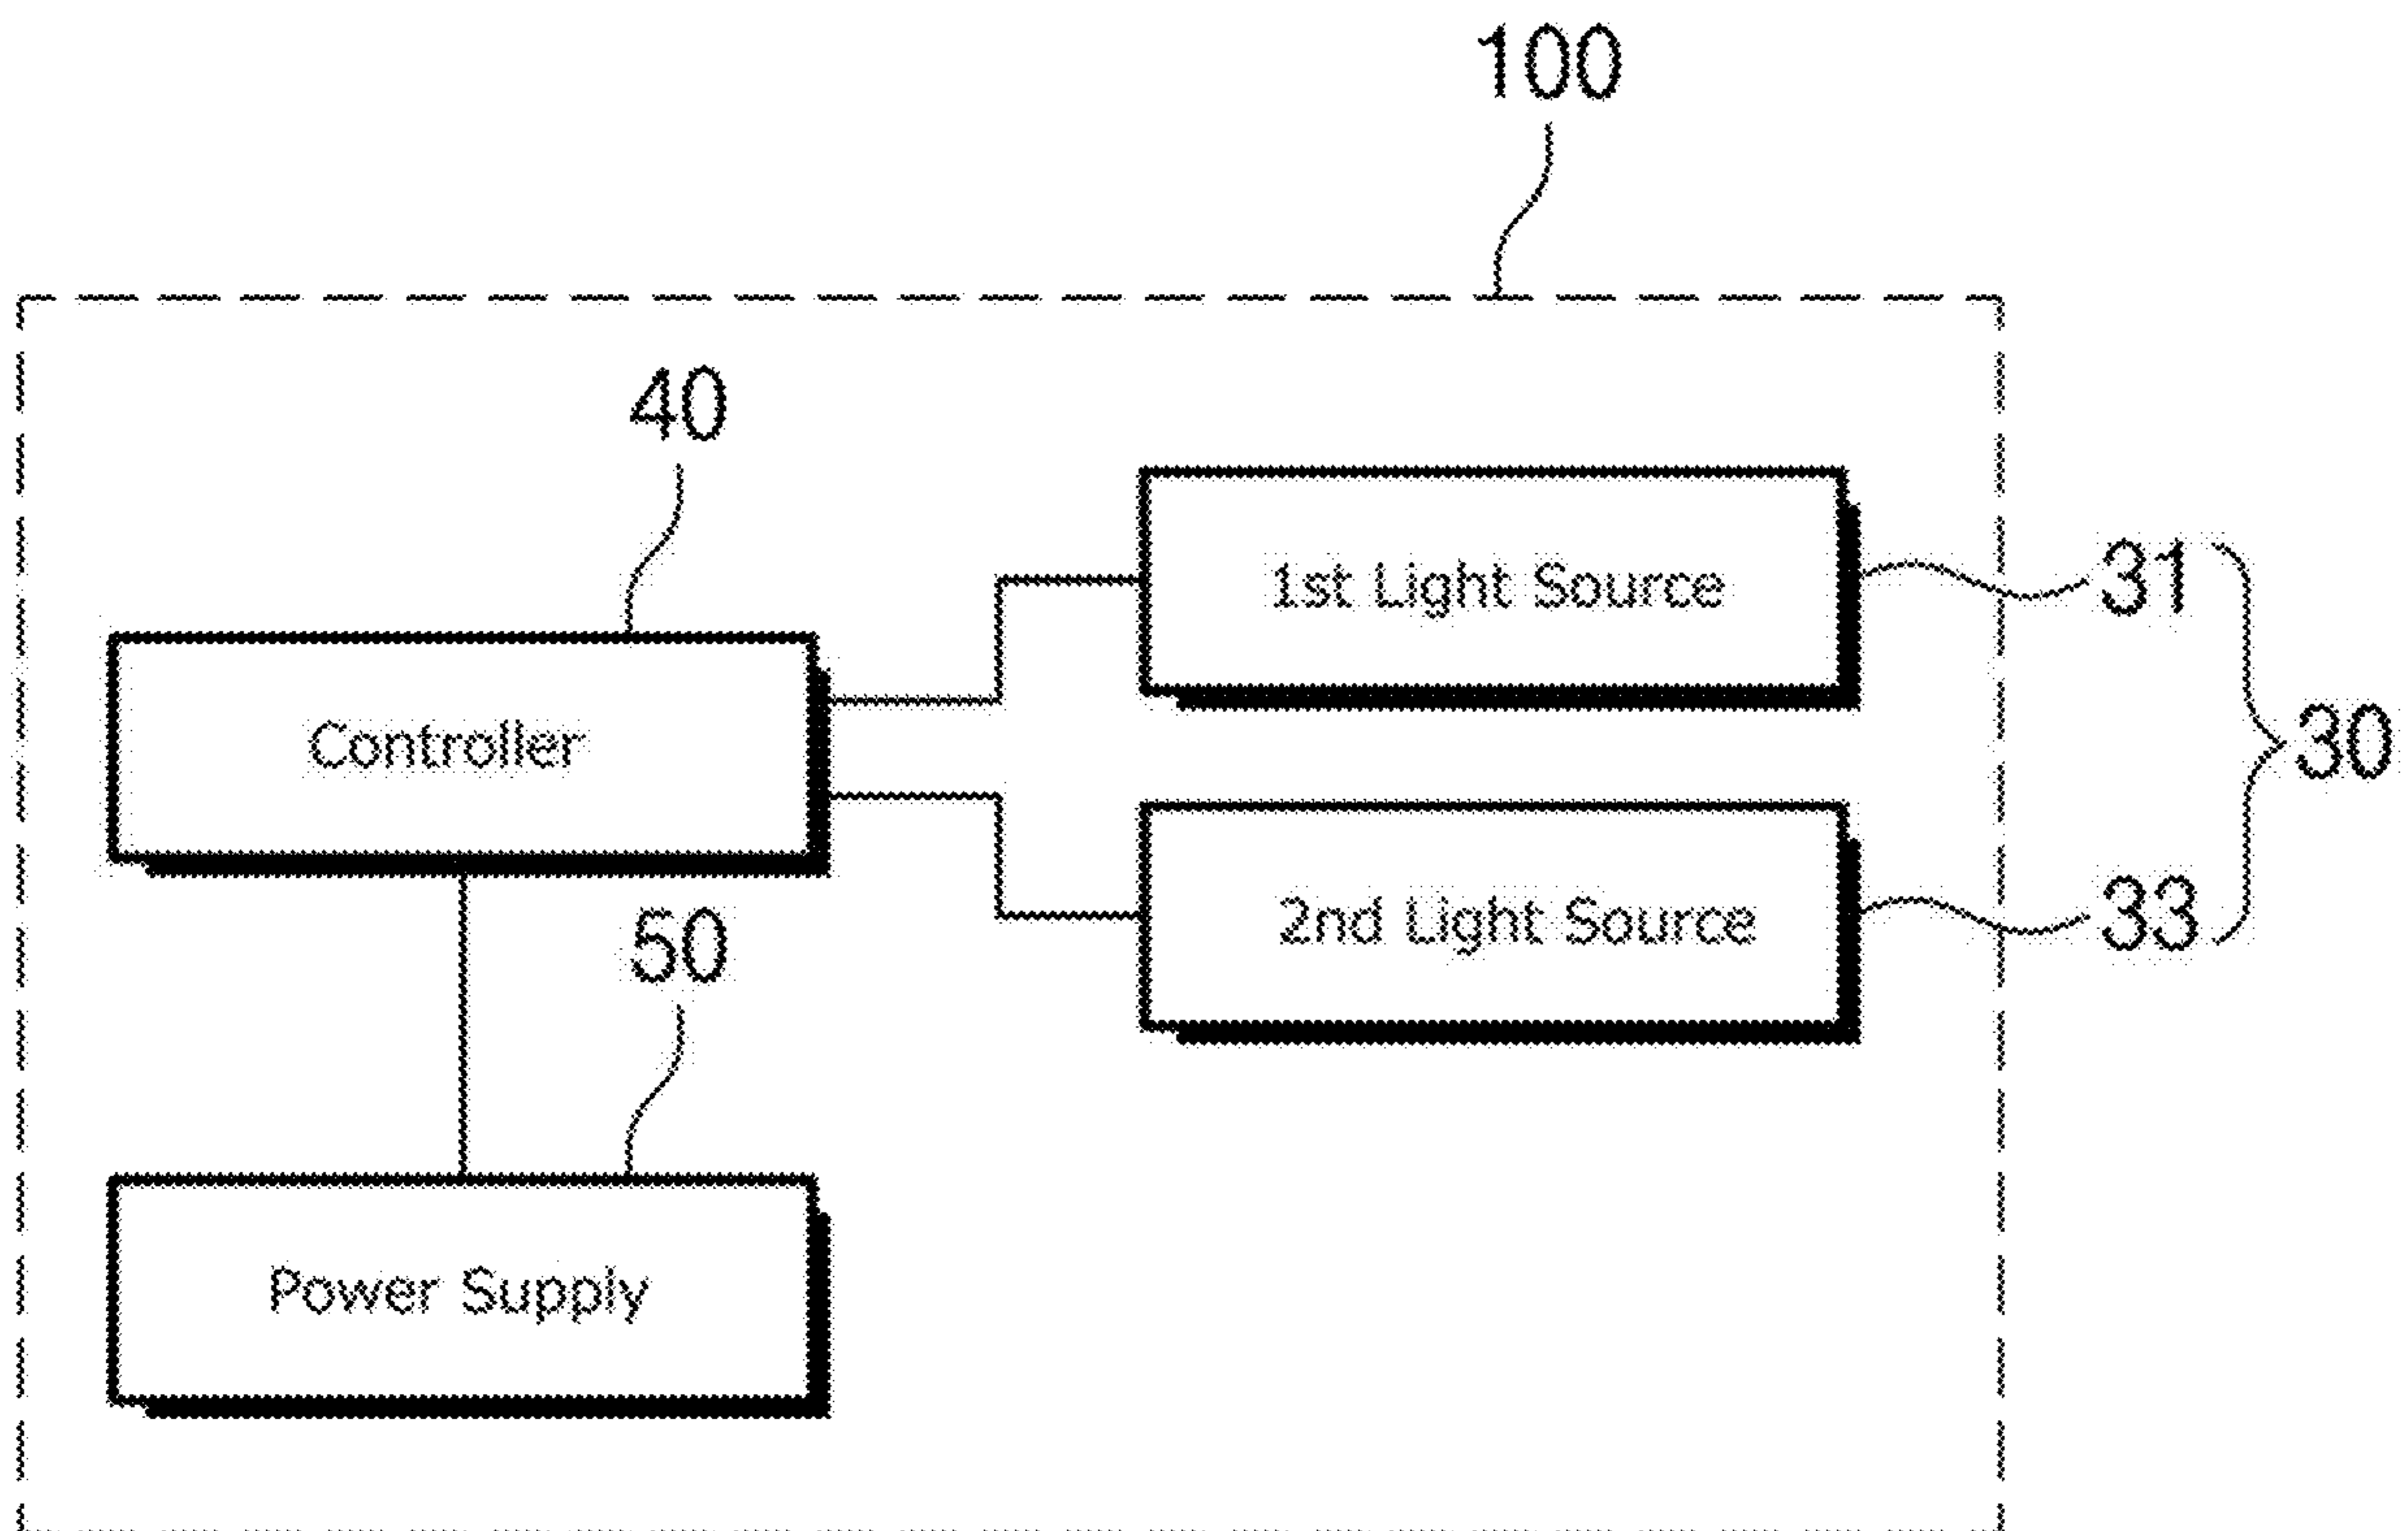 100
40
1st Light Source
31
Controller
30
2nd Light Source
33
50
Power Supply